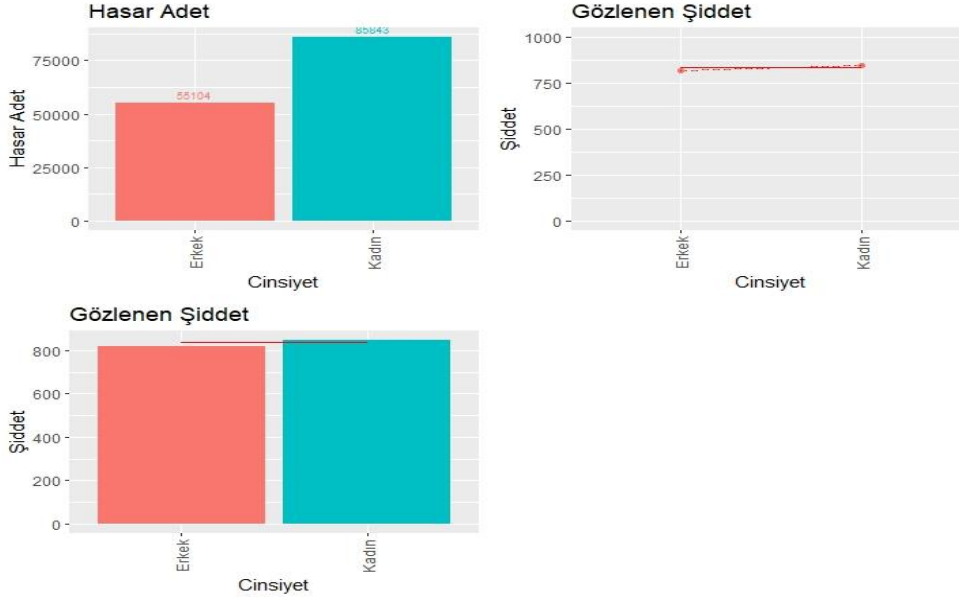 Hasar Adet
Hasar Adet
75000
50000
25000
0
55104
85843
Erkek
Kadın
Cinsiyet
Gözlenen Şiddet
Şiddet
1000
750
500
250
0
Erkek
Kadın
Cinsiyet
Gözlenen Şiddet
Şiddet
800
600
400
200
0
Erkek
Kadın
Cinsiyet